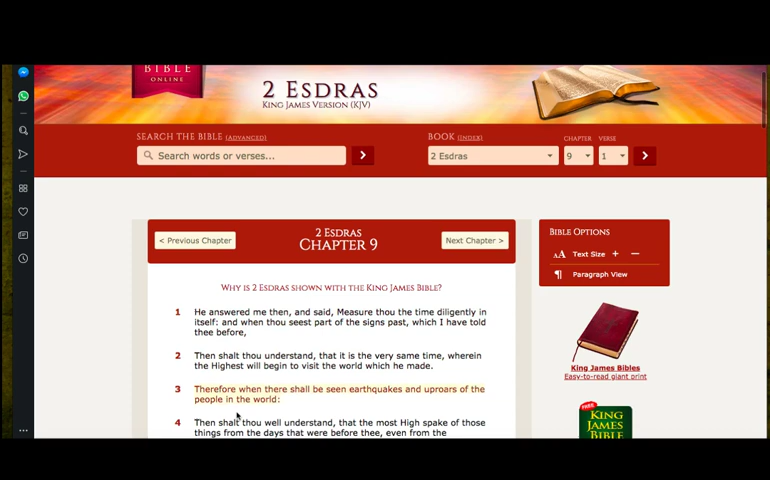 BIBLE
ONLINE
2 Esdras
King James Version (KJV)
Search the Bible (Advanced)
Book (Index)
Chapter
Verse
Search words or verses...
2 Esdras
9
1
2 Esdras
Chapter 9
< Previous Chapter
Next Chapter >
Bible Options
AA Text Size + —
¶ Paragraph View
Why is 2 Esdras shown with the King James Bible?
1 He answered me then, and said, Measure thou the time diligently in
itself: and when thou seest part of the signs past, which I have told
thee before,
2 Then shalt thou understand, that it is the very same time, wherein
the Highest will begin to visit the world which he made.
3 Therefore when there shall be seen earthquakes and uproars of the
people in the world:
4 Then shalt thou well understand, that the most High spake of those
things from the days that were before thee, even from the
King James Bibles
Easy-to-read giant print
FREE
KING
JAMES
BIBLE